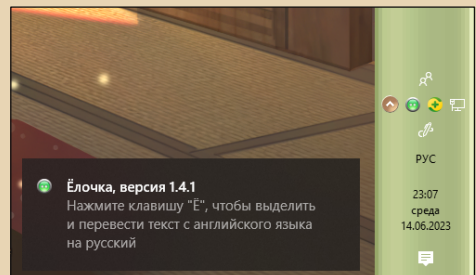 Ёлочка, версия 1.4.1
Нажмите клавишу "Ё", чтобы выделить
и перевести текст с английского языка
на русский
РУС
23:07
среда
14.06.2023